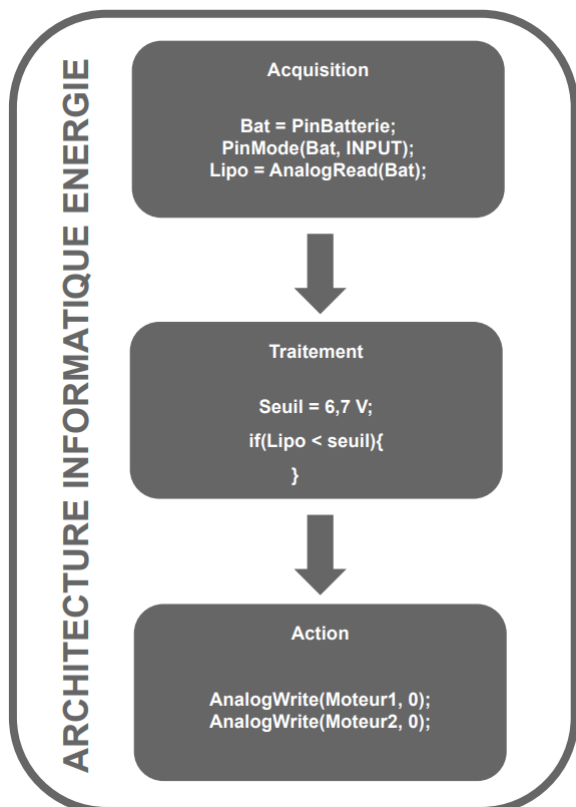 ARCHITECTURE INFORMATIQUE ENERGIE
Acquisition
Bat = PinBatterie;
PinMode(Bat, INPUT);
Lipo = AnalogRead(Bat);
Traitement
Seuil = 6,7 V;
if(Lipo < seuil){
}
Action
AnalogWrite(Moteur1, 0);
AnalogWrite(Moteur2, 0);